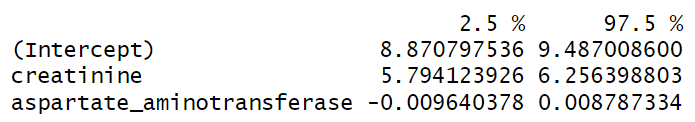 2.5 % 97.5 %
(Intercept) 8.870797536 9.487008600
creatinine 5.794123926 6.256398803
aspartate_aminotransferase -0.009640378 0.008787334